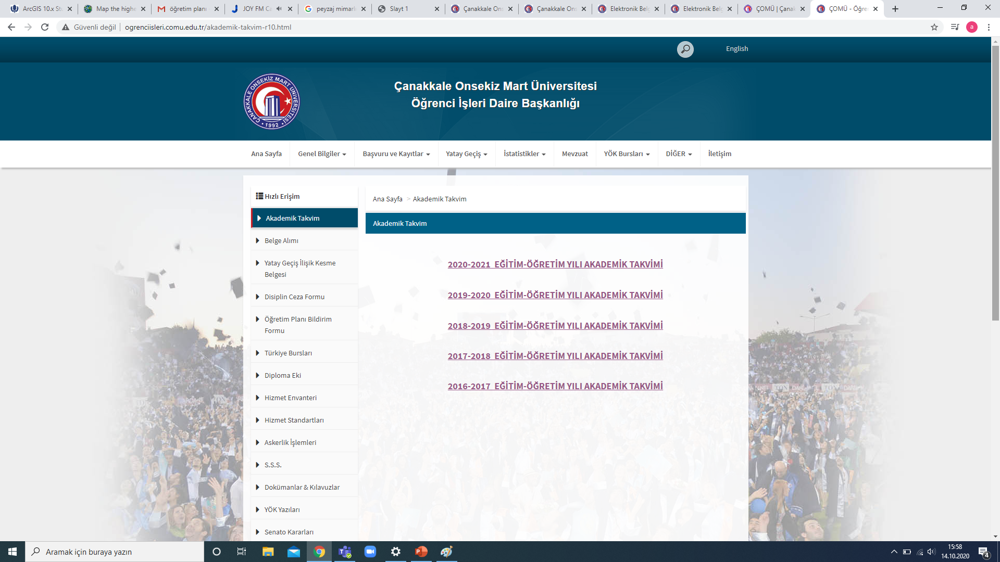 ArcGIS 10.x Stu
Map the highe
öğretim planı
JOY FM Ca
peyzaj mimarlı
Slayt 1
Çanakkale Ons
Çanakkale Ons
Elektronik Belg
Elektronik Belg
ÇOMÜ | Çanak
ÇOMÜ - Öğren
Güvenli değil
ogrenciisleri.comu.edu.tr/akademik-takvim-r10.html
a
English
ÇANAKKALE ONSEKİZ MART ÜNİVERSİTESİ
1992
Çanakkale Onsekiz Mart Üniversitesi
Öğrenci İşleri Daire Başkanlığı
Ana Sayfa
Genel Bilgiler
Başvuru ve Kayıtlar
Yatay Geçiş
İstatistikler
Mevzuat
YÖK Bursları
DİĞER
İletişim
Hızlı Erişim
Akademik Takvim
Belge Alımı
Yatay Geçiş İlişik Kesme
Belgesi
Disiplin Ceza Formu
Öğretim Planı Bildirim
Formu
Türkiye Bursları
Diploma Eki
Hizmet Envanteri
Hizmet Standartları
Askerlik İşlemleri
S.S.S.
Dokümanlar & Kılavuzlar
YÖK Yazıları
Senato Kararları
Ana Sayfa > Akademik Takvim
Akademik Takvim
2020-2021 EĞİTİM-ÖĞRETİM YILI AKADEMİK TAKVİMİ
2019-2020 EĞİTİM-ÖĞRETİM YILI AKADEMİK TAKVİMİ
2018-2019 EĞİTİM-ÖĞRETİM YILI AKADEMİK TAKVİMİ
2017-2018 EĞİTİM-ÖĞRETİM YILI AKADEMİK TAKVİMİ
2016-2017 EĞİTİM-ÖĞRETİM YILI AKADEMİK TAKVİMİ
Aramak için buraya yazın
15:58
14.10.2020
4